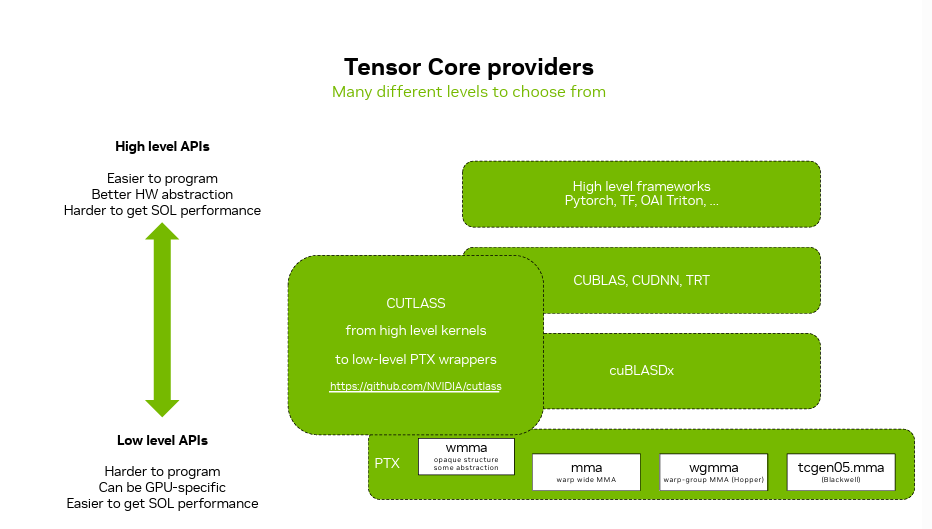 Tensor Core providers
Many different levels to choose from
High level APIs
Easier to program
Better HW abstraction
Harder to get SOL performance
High level frameworks
Pytorch, TF, OAI Triton, ...
CUBLAS, CUDNN, TRT
CUTLASS
from high level kernels
to low-level PTX wrappers
https://github.com/NVIDIA/cutlass
cuBLASDx
Low level APIs
Harder to program
Can be GPU-specific
Easier to get SOL performance
PTX
wmma
opaque structure
some abstraction
mma
warp wide MMA
wgmma
warp-group MMA (Hopper)
tcgen05.mma
(Blackwell)